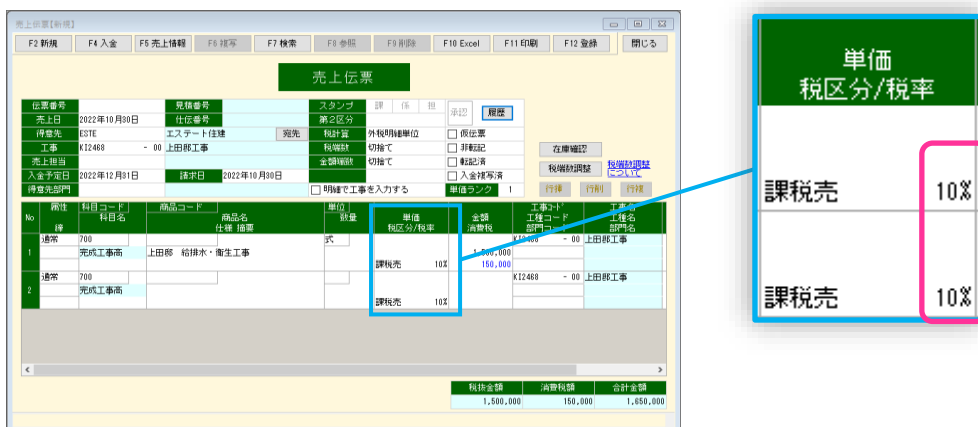 売上伝票【新規】
F2 新規 F4 入金 F5 売上情報 F6 複写 F7 検索 F8 参照 F9 削除 F10 Excel F11 印刷 F12 登録 閉じる
売上伝票
伝票番号 見積番号 スタンプ 課 係 担 承認 履歴
売上日 2022年10月30日 仕伝番号 第2区分
得意先 ESTE エステート住建 宛先 税計算 外税明細単位 仮伝票
工事 KI2468 - 00 上田邸工事 税端数 切捨て 非転記 在庫確認
売上担当 金額端数 切捨て 転記済 税端数調整 税端数調整について
入金予定日 2022年12月31日 請求日 2022年10月30日 入金複写済
得意先部門 明細で工事を入力する 単価ランク 1 行挿 行削 行複
No 属性 科目コード 商品コード 単位 工事コード 工事名
科目名 商品名 数量 単価 金額 工種コード 工種名
締 仕様 摘要 税区分/税率 消費税 部門コード
通常 700 式 KI2468 - 00 上田邸工事
1 完成工事高 上田邸 給排水・衛生工事 1,500,000
課税売 10% 150,000
通常 700 KI2468 - 00 上田邸工事
2 完成工事高
課税売 10%
税抜金額 消費税額 合計金額
1,500,000 150,000 1,650,000
単価
税区分/税率
課税売 10%
課税売 10%